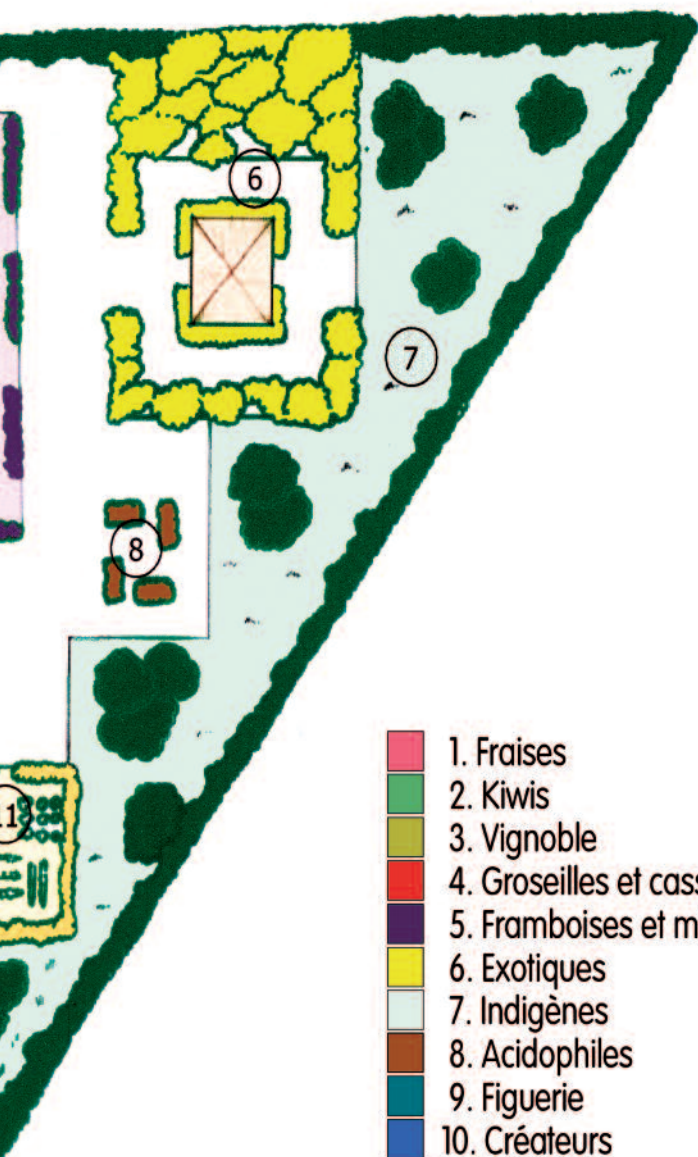 6
7
8
11
1. Fraises
2. Kiwis
3. Vignoble
4. Groseilles et
5. Framboises et
6. Exotiques
7. Indigènes
8. Acidophiles
9. Figuerie
10. Créateurs